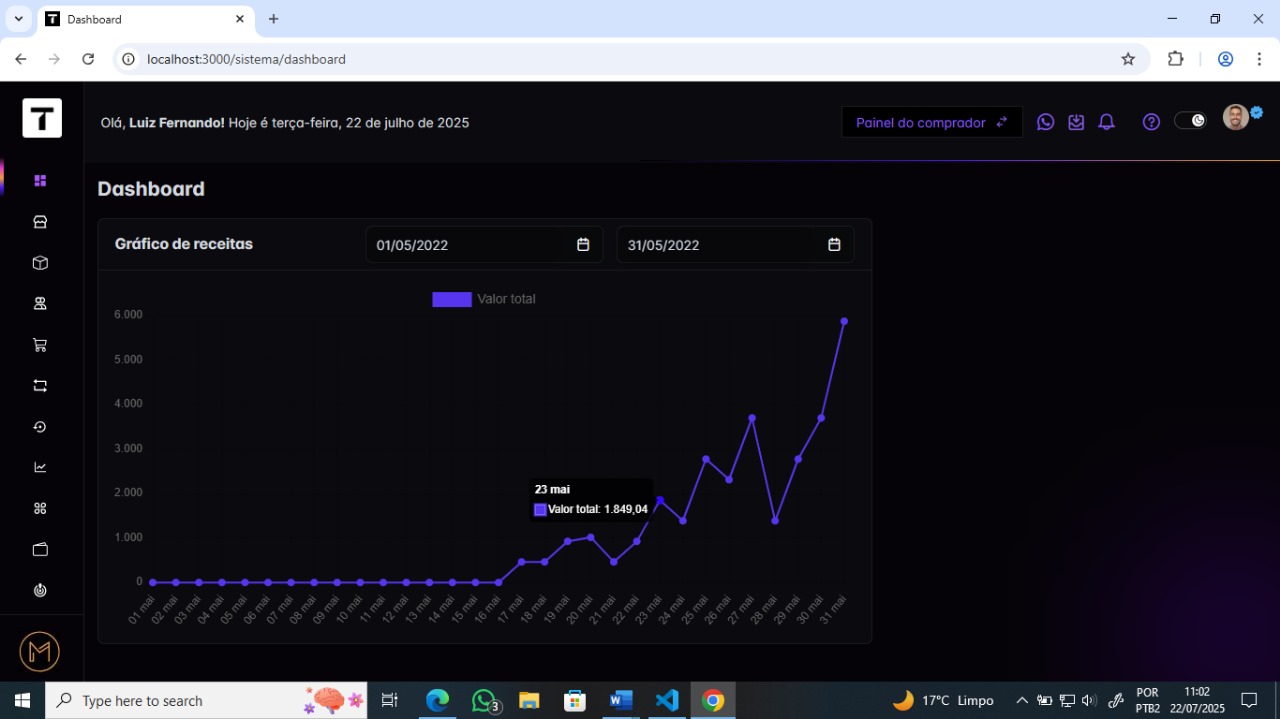 Dashboard
localhost:3000/sistema/dashboard
T
Olá, Luiz Fernando! Hoje é terça-feira, 22 de julho de 2025
Painel do comprador
Dashboard
Gráfico de receitas
01/05/2022
31/05/2022
Valor total
6.000
5.000
4.000
3.000
2.000
1.000
0
23 mai
Valor total: 1.849,04
01 mai
02 mai
03 mai
04 mai
05 mai
06 mai
07 mai
08 mai
09 mai
10 mai
11 mai
12 mai
13 mai
14 mai
15 mai
16 mai
17 mai
18 mai
19 mai
20 mai
21 mai
22 mai
23 mai
24 mai
25 mai
26 mai
27 mai
28 mai
29 mai
30 mai
31 mai
M
Type here to search
3
17°C Limpo
POR
PTB2
11:02
22/07/2025